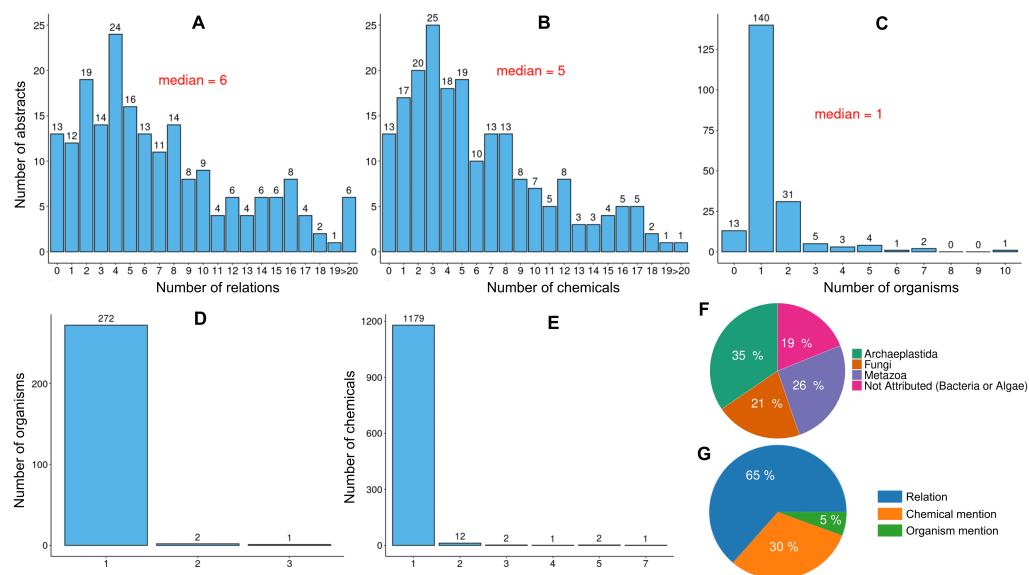 A
25
20
15
10
5
0
Number of abstracts
13 12 19 14 24 16 13 11 14 8 9 4 6 4 6 6 8 4 2 1 6
median = 6
0 1 2 3 4 5 6 7 8 9 10 11 12 13 14 15 16 17 18 19 >20
Number of relations
B
25
20
15
10
5
0
13 17 20 25 18 19 10 13 13 8 7 5 8 3 3 4 5 5 2 1 1
median = 5
0 1 2 3 4 5 6 7 8 9 10 11 12 13 14 15 16 17 18 19 >20
Number of chemicals
C
125
100
75
50
25
0
13 140 31 5 3 4 1 2 0 0 1
median = 1
0 1 2 3 4 5 6 7 8 9 10
Number of organisms
D
200
100
0
Number of organisms
272 2 1
1 2 3
E
1200
900
600
300
0
Number of chemicals
1179 12 2 1 2 1
1 2 3 4 5 7
F
35 %
19 %
26 %
21 %
Archaeplastida
Fungi
Metazoa
Not Attributed (Bacteria or Algae)
G
65 %
5 %
30 %
Relation
Chemical mention
Organism mention